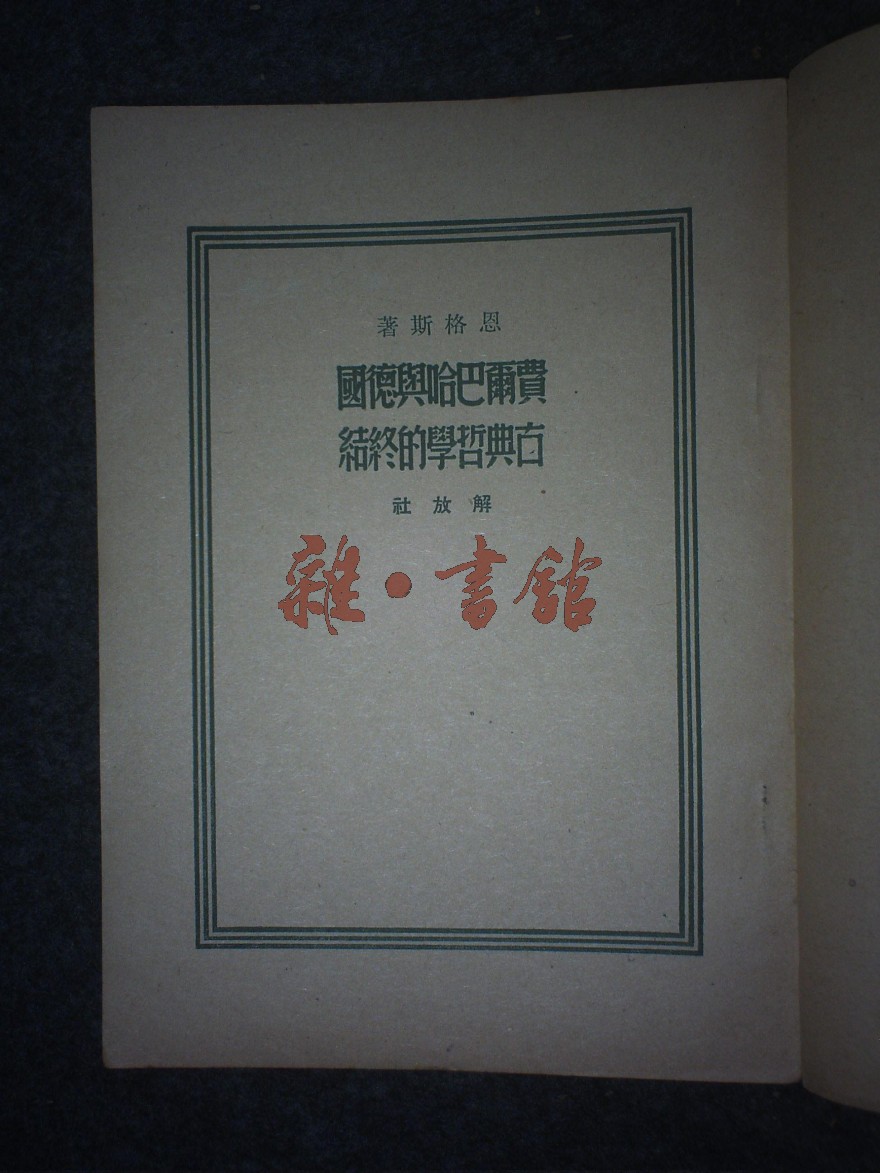 恩格斯著
費爾巴哈與德國
古典哲學的終結
解放社
雜·書館